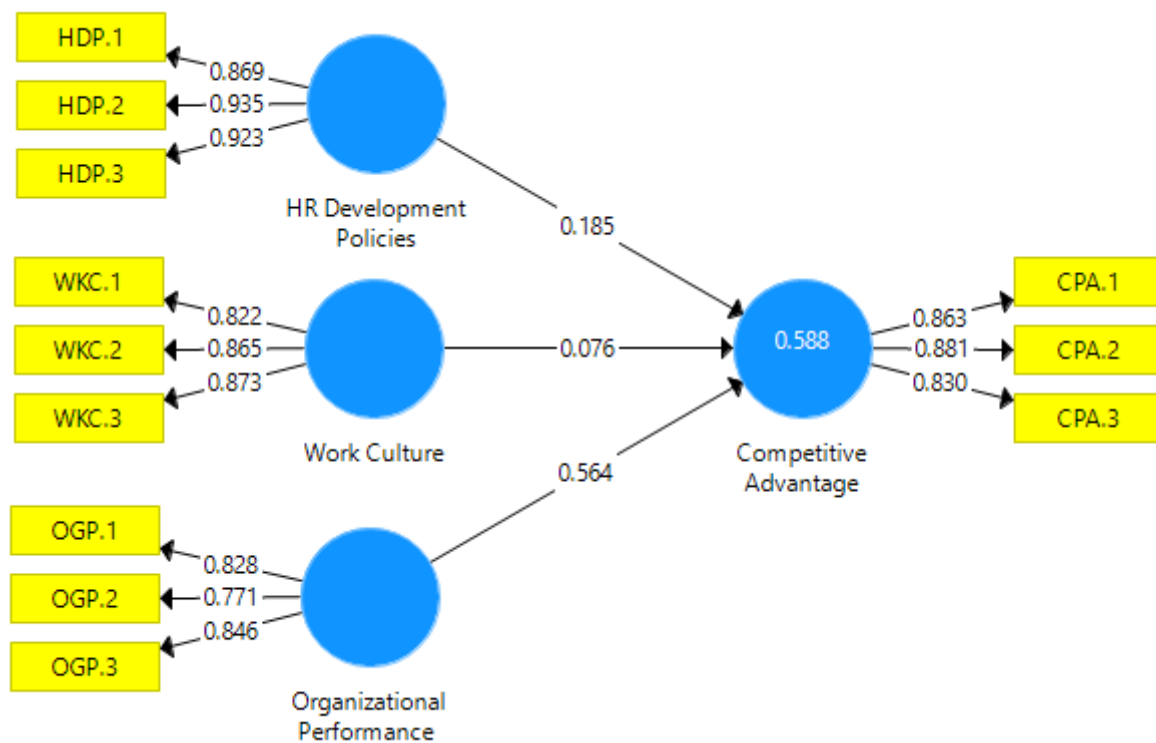 HDP.1
0.869
HDP.2
0.935
HDP.3
0.923
HR Development
Policies
0.185
WKC.1
0.822
WKC.2
0.865
WKC.3
0.873
Work Culture
0.076
0.588
Competitive
Advantage
CPA.1
0.863
CPA.2
0.881
CPA.3
0.830
0.564
OGP.1
0.828
OGP.2
0.771
OGP.3
0.846
Organizational
Performance